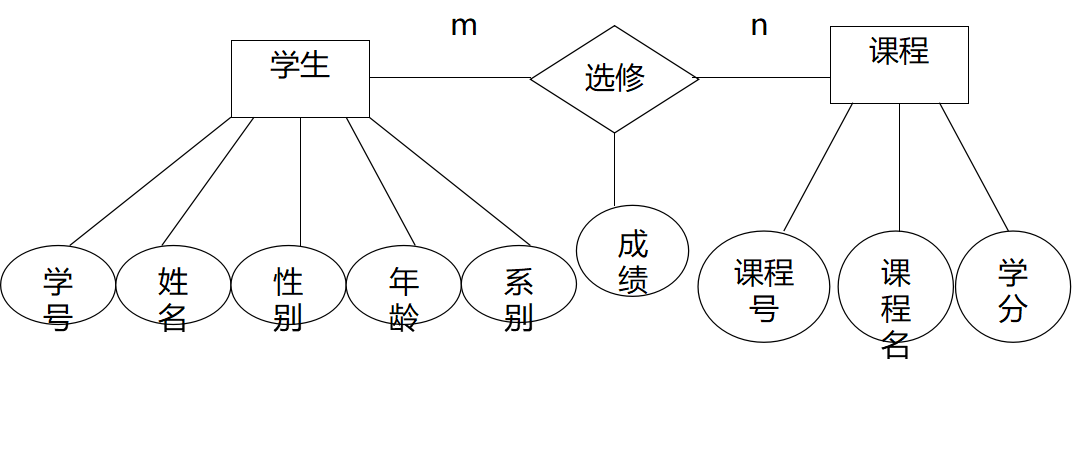 m
n
学生
选修
课程
学
号
姓
名
性
别
年
龄
系
别
成
绩
课程
号
课
程
名
学
分